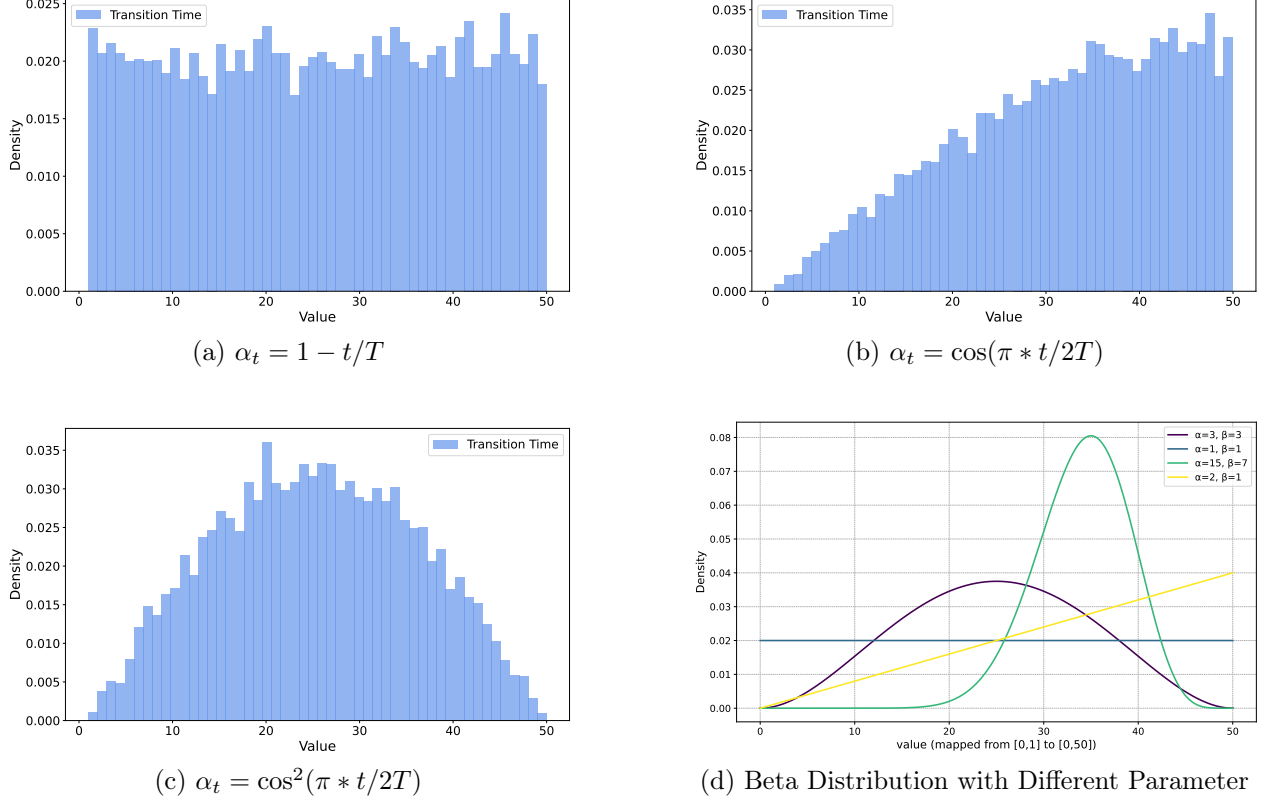 0.025
0.020
0.015
0.010
0.005
0.000
Density
Transition Time
0 10 20 30 40 50
Value
(a) αₜ = 1 − t/T
0.035
0.030
0.025
0.020
0.015
0.010
0.005
0.000
Density
Transition Time
0 10 20 30 40 50
Value
(b) αₜ = cos(π ∗ t/2T)
0.035
0.030
0.025
0.020
0.015
0.010
0.005
0.000
Density
Transition Time
0 10 20 30 40 50
Value
(c) αₜ = cos²(π ∗ t/2T)
0.08
0.07
0.06
0.05
0.04
0.03
0.02
0.01
0.00
Density
α=3, β=3
α=1, β=1
α=15, β=7
α=2, β=1
0 10 20 30 40 50
value (mapped from [0,1] to [0,50])
(d) Beta Distribution with Different Parameter